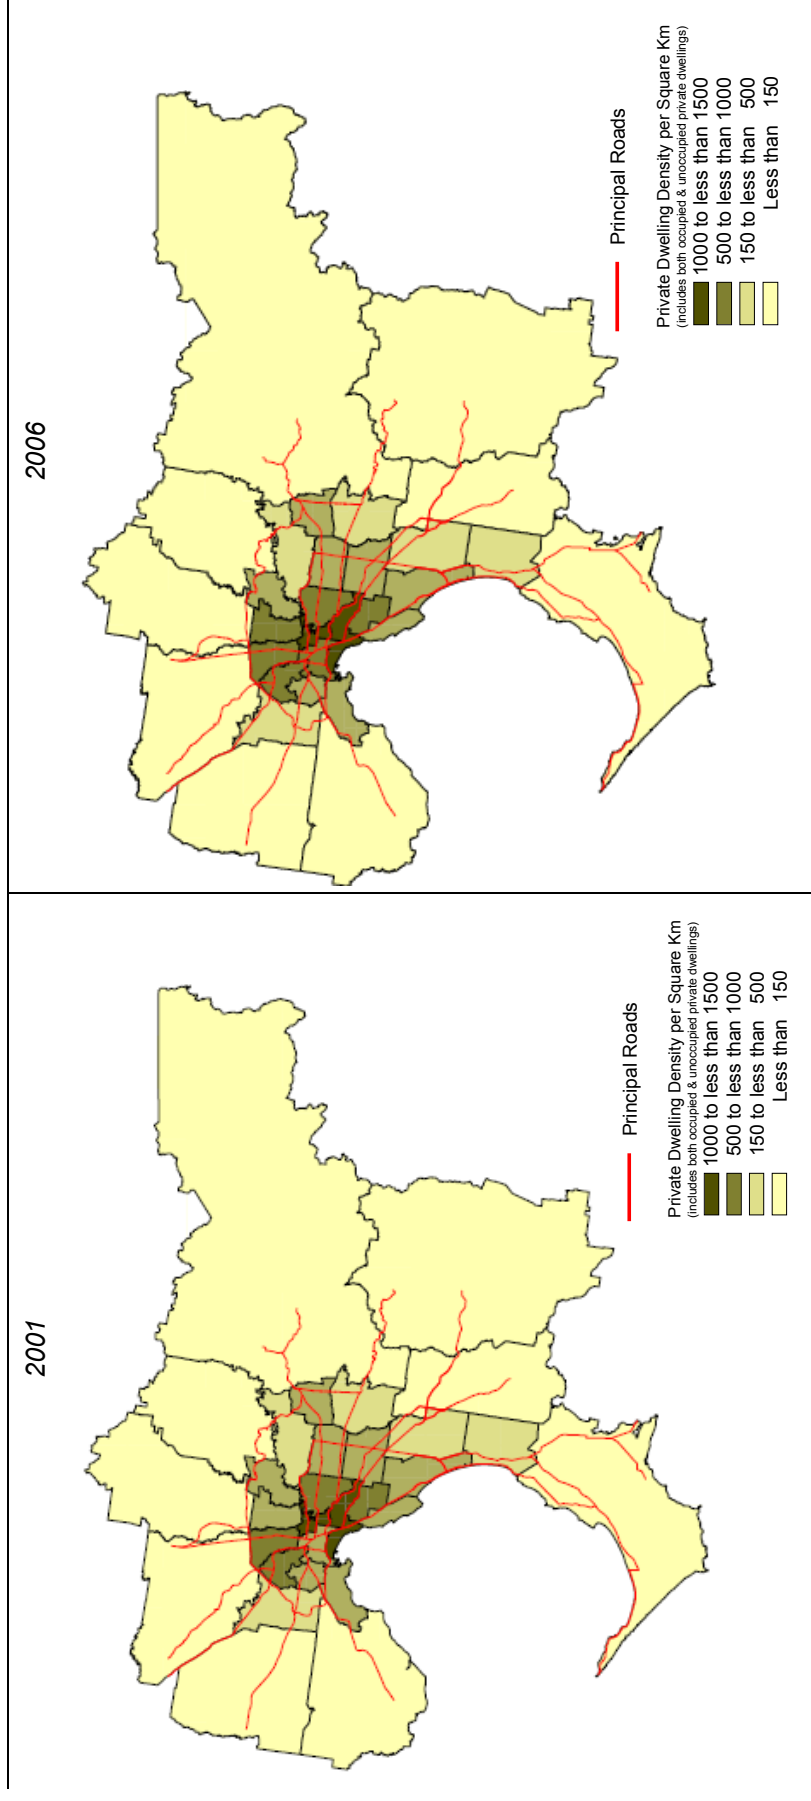 2006
Principal Roads
Private Dwelling Density per Square Km
(includes both occupied & unoccupied private dwellings)
1000 to less than 1500
500 to less than 1000
150 to less than 500
Less than 150
2001
Principal Roads
Private Dwelling Density per Square Km
(includes both occupied & unoccupied private dwellings)
1000 to less than 1500
500 to less than 1000
150 to less than 500
Less than 150